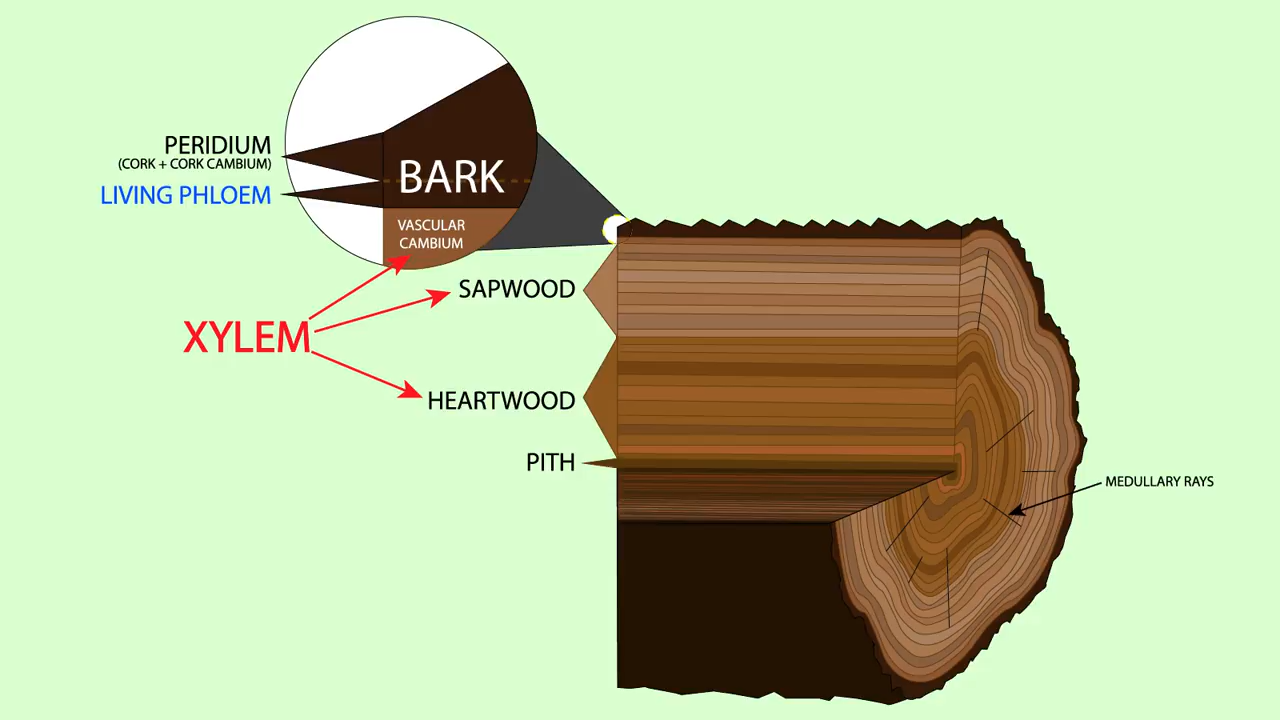 PERIDIUM
(CORK + CORK CAMBIUM)
LIVING PHLOEM
BARK
VASCULAR
CAMBIUM
SAPWOOD
XYLEM
HEARTWOOD
PITH
MEDULLARY RAYS